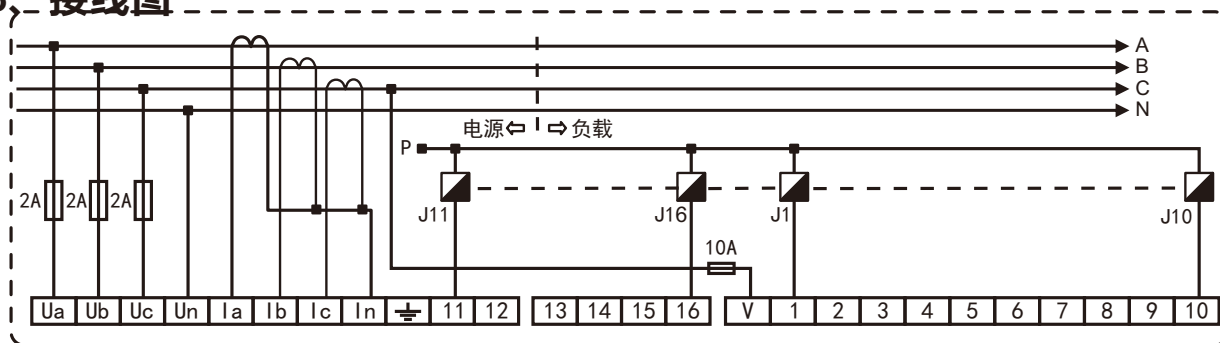 、接线图
A
B
C
N
电源 负载
P
2A 2A 2A
J11 J16 J1 J10
10A
Ua Ub Uc Un Ia Ib Ic In 11 12 13 14 15 16 V 1 2 3 4 5 6 7 8 9 10